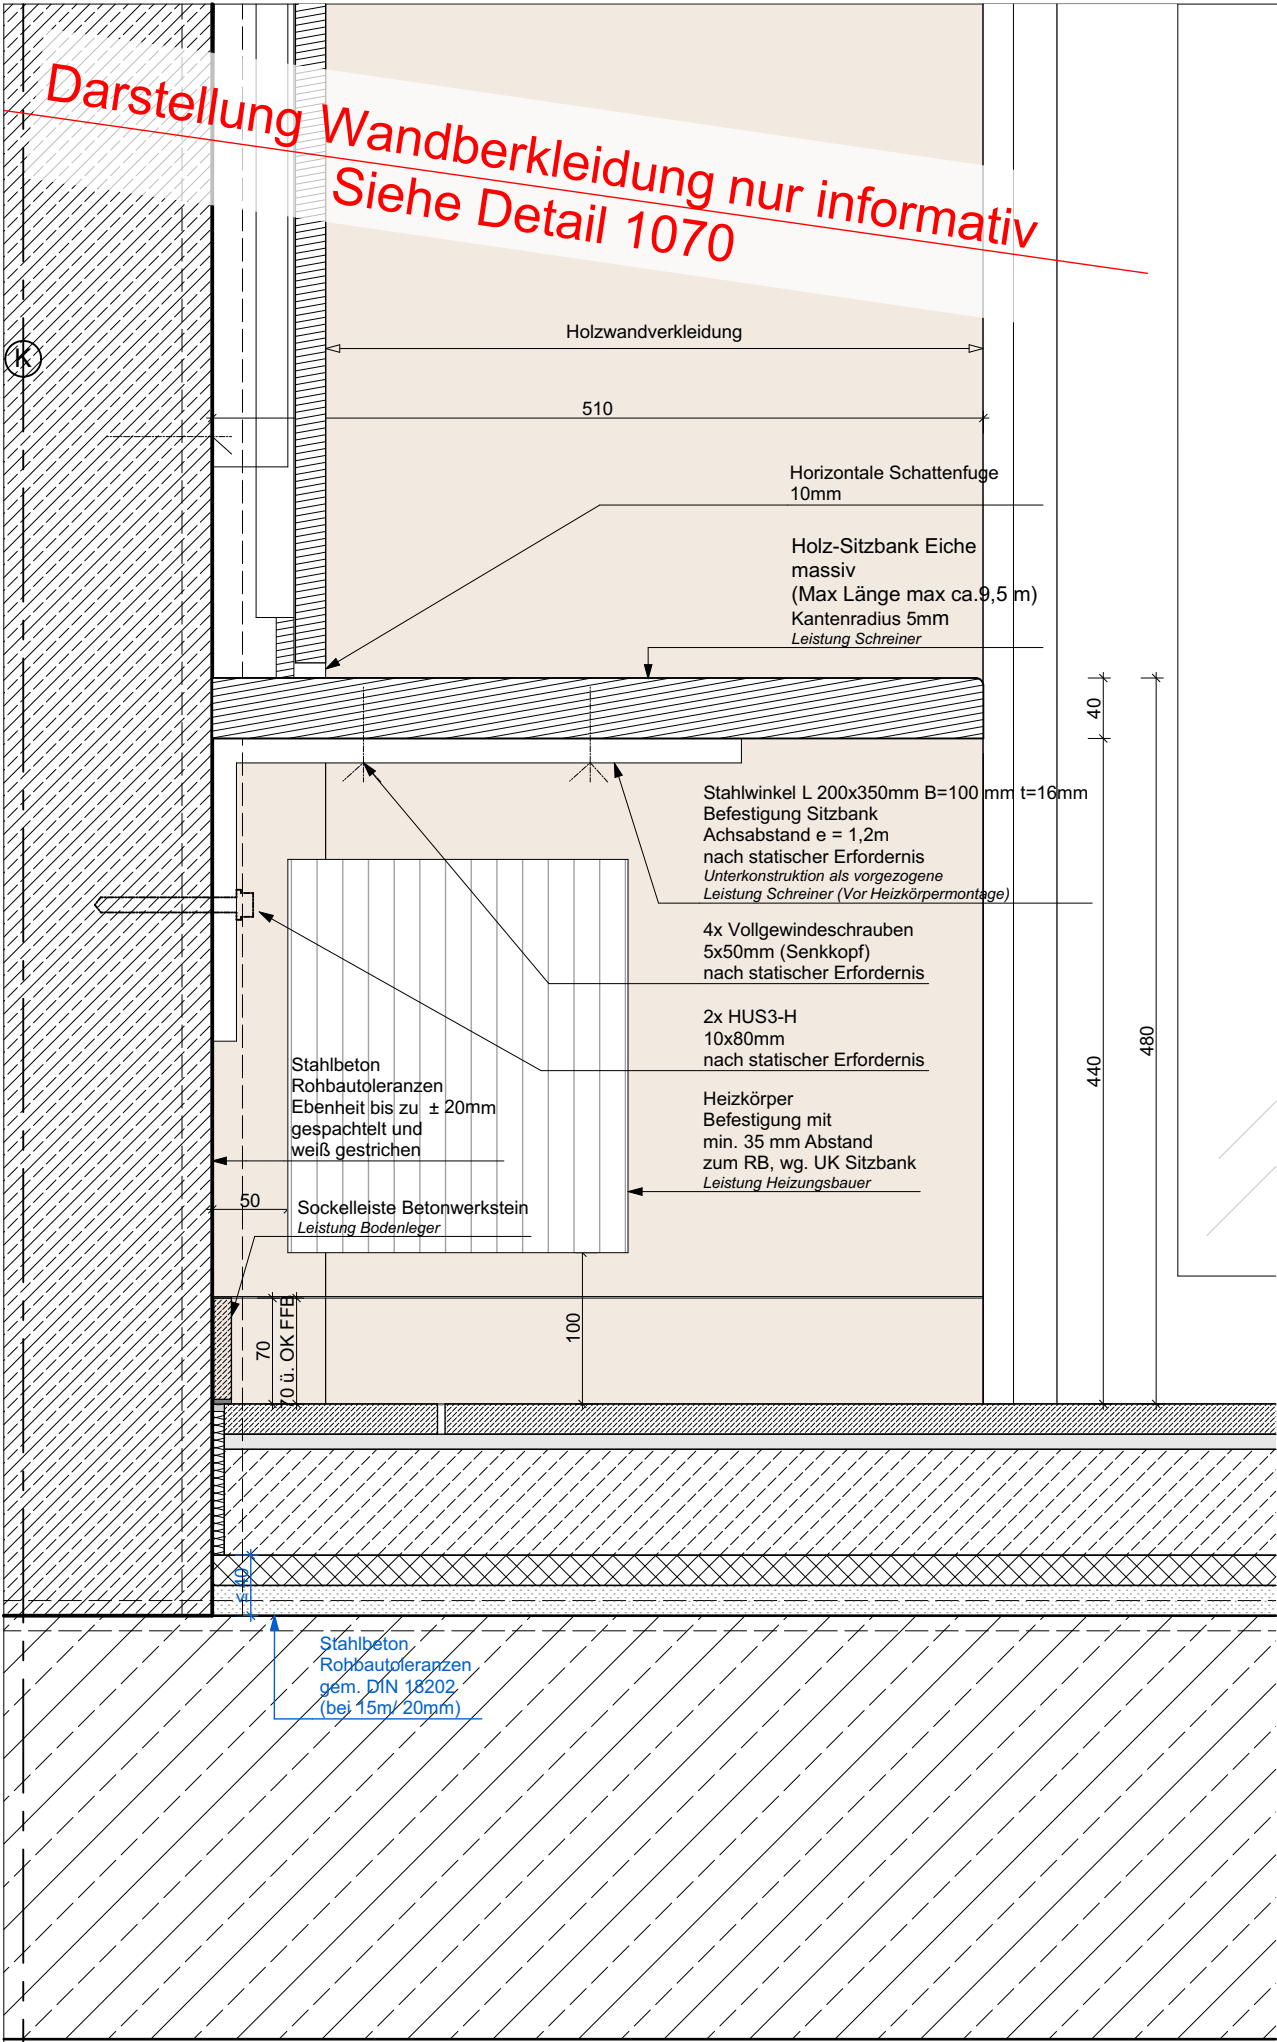 Darstellung Wandberkleidung nur informativ
Siehe Detail 1070
Holzwandverkleidung
K
510
Horizontale Schattenfuge
10mm
Holz-Sitzbank Eiche
massiv
(Max Länge max ca.9,5 m)
Kantenradius 5mm
Leistung Schreiner
40
480
440
Stahlwinkel L 200x350mm B=100 mm t=16mm
Befestigung Sitzbank
Achsabstand e = 1,2m
nach statischer Erfordernis
Unterkonstruktion als vorgezogene
Leistung Schreiner (Vor Heizkörpermontage)
4x Vollgewindeschrauben
5x50mm (Senkkopf)
nach statischer Erfordernis
2x HUS3-H
10x80mm
nach statischer Erfordernis
Stahlbeton
Rohbautoleranzen
Ebenheit bis zu ± 20mm
gespachtelt und
weiß gestrichen
Heizkörper
Befestigung mit
min. 35 mm Abstand
zum RB, wg. UK Sitzbank
Leistung Heizungsbauer
50
Sockelleiste Betonwerkstein
Leistung Bodenleger
70
70 ü. OK FFB
100
≤ 40
Stahlbeton
Rohbautoleranzen
gem. DIN 18202
(bei 15m/ 20mm)